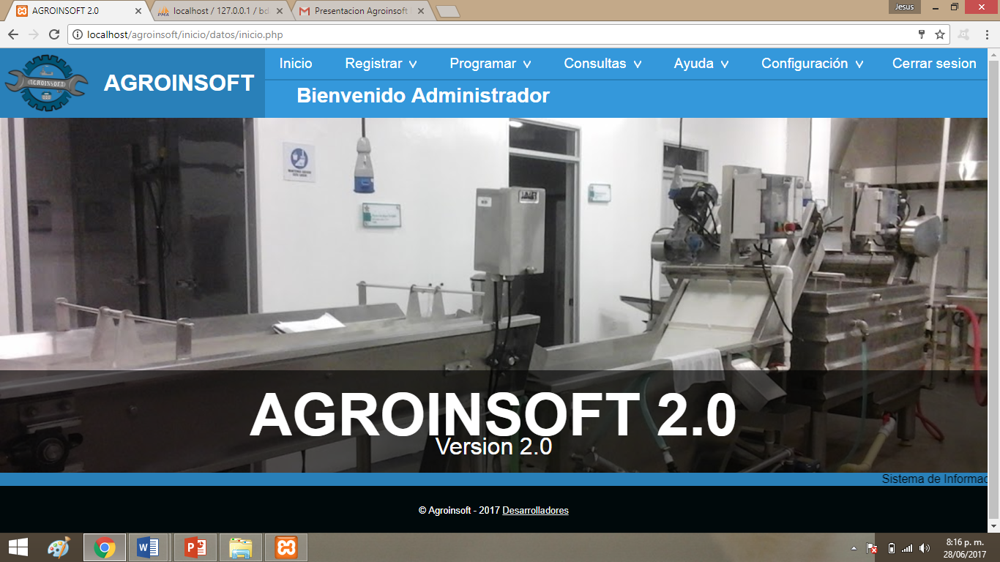 AGROINSOFT 2.0
localhost / 127.0.0.1 / bd
Presentacion Agroinsoft
Jesus
localhost/agroinsoft/inicio/datos/inicio.php
AGROINSOFT
AGROINSOFT
Inicio
Registrar
Programar
Consultas
Ayuda
Configuración
Cerrar sesion
Bienvenido Administrador
AGROINSOFT 2.0
Version 2.0
Sistema de Informac
© Agroinsoft - 2017 Desarrolladores
8:16 p. m.
28/06/2017